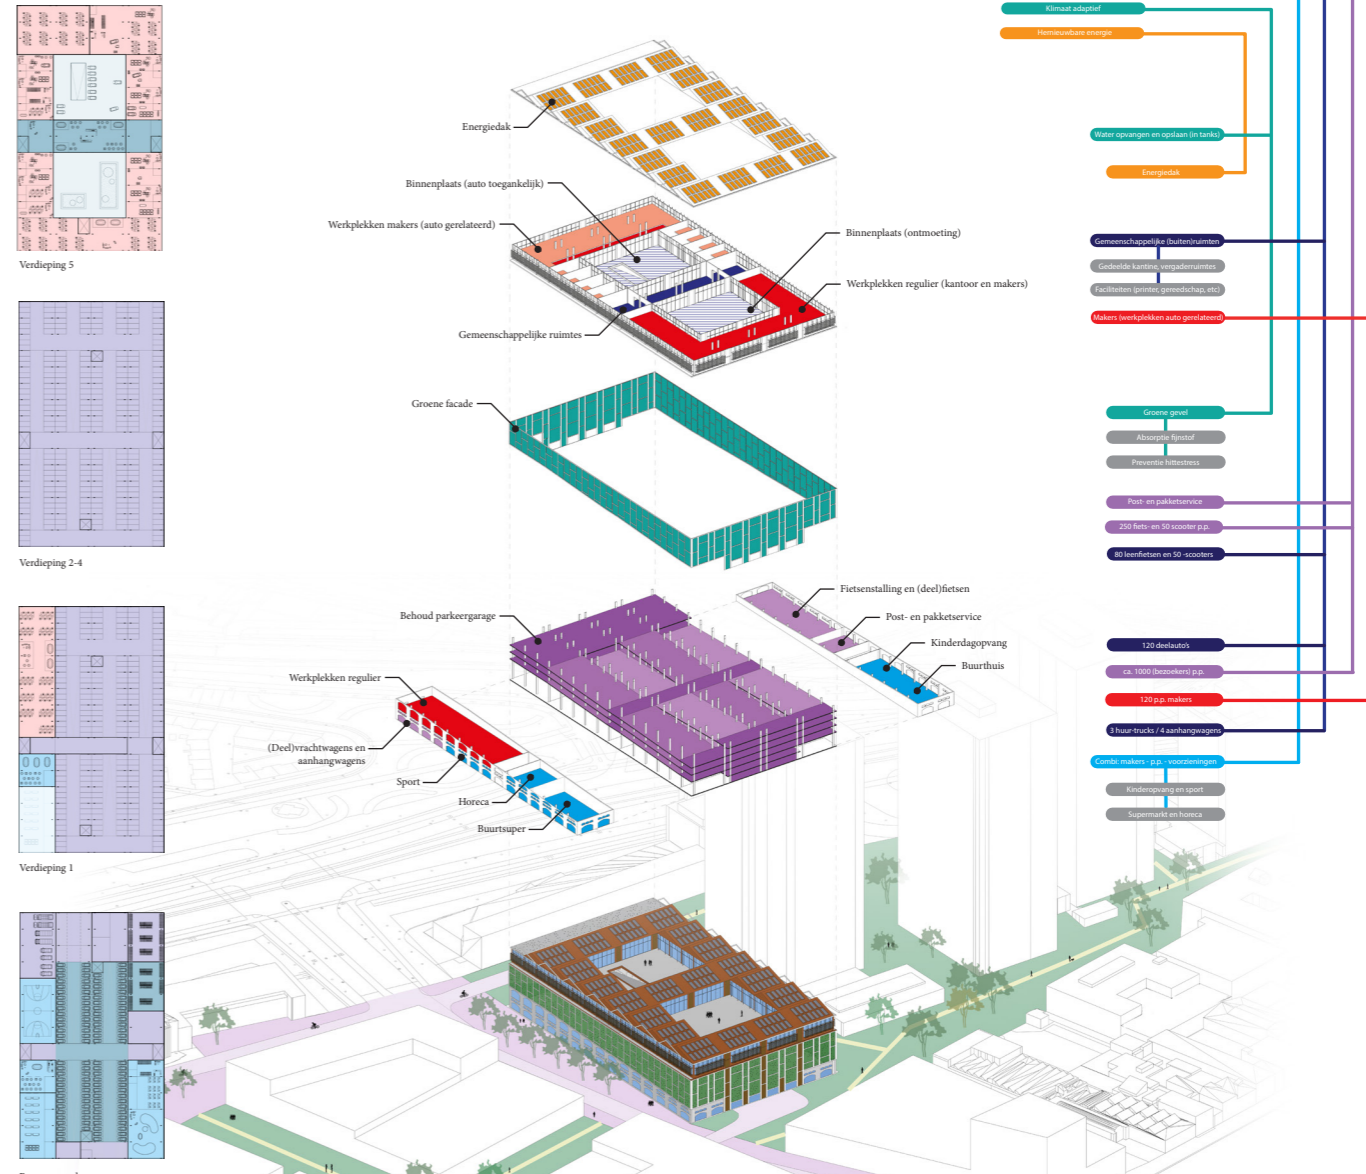 Verdieping 5
Verdieping 2-4
Verdieping 1
Energiedak
Binnenplaats (auto toegankelijk)
Werkplekken makers (auto gerelateerd)
Binnenplaats (ontmoeting)
Werkplekken regulier (kantoor en makers)
Gemeenschappelijke ruimtes
Groene facade
Behoud parkeergarage
Fietsenstalling en (deel)fietsen
Post- en pakketservice
Kinderdagopvang
Buurthuis
Werkplekken regulier
(Deel)vrachtwagens en
aanhangwagens
Sport
Horeca
Buurtsuper
Klimaat adaptief
Hernieuwbare energie
Water opvangen en opslaan (in tanks)
Energiedak
Gemeenschappelijke (buiten)ruimten
Gedeelde kantine, vergaderruimtes
Faciliteiten (printer, gereedschap, etc)
Makers (werkplekken auto gerelateerd)
Groene gevel
Absorptie fijnstof
Preventie hittestress
Post- en pakketservice
250 fiets- en 50 scooter p.p.
80 leenfietsen en 50 -scooters
120 deelauto's
ca. 1000 (bezoekers) p.p.
120 p.p. makers
3 huur-trucks / 4 aanhangwagens
Combi: makers - p.p. - voorzieningen
Kinderopvang en sport
Supermarkt en horeca